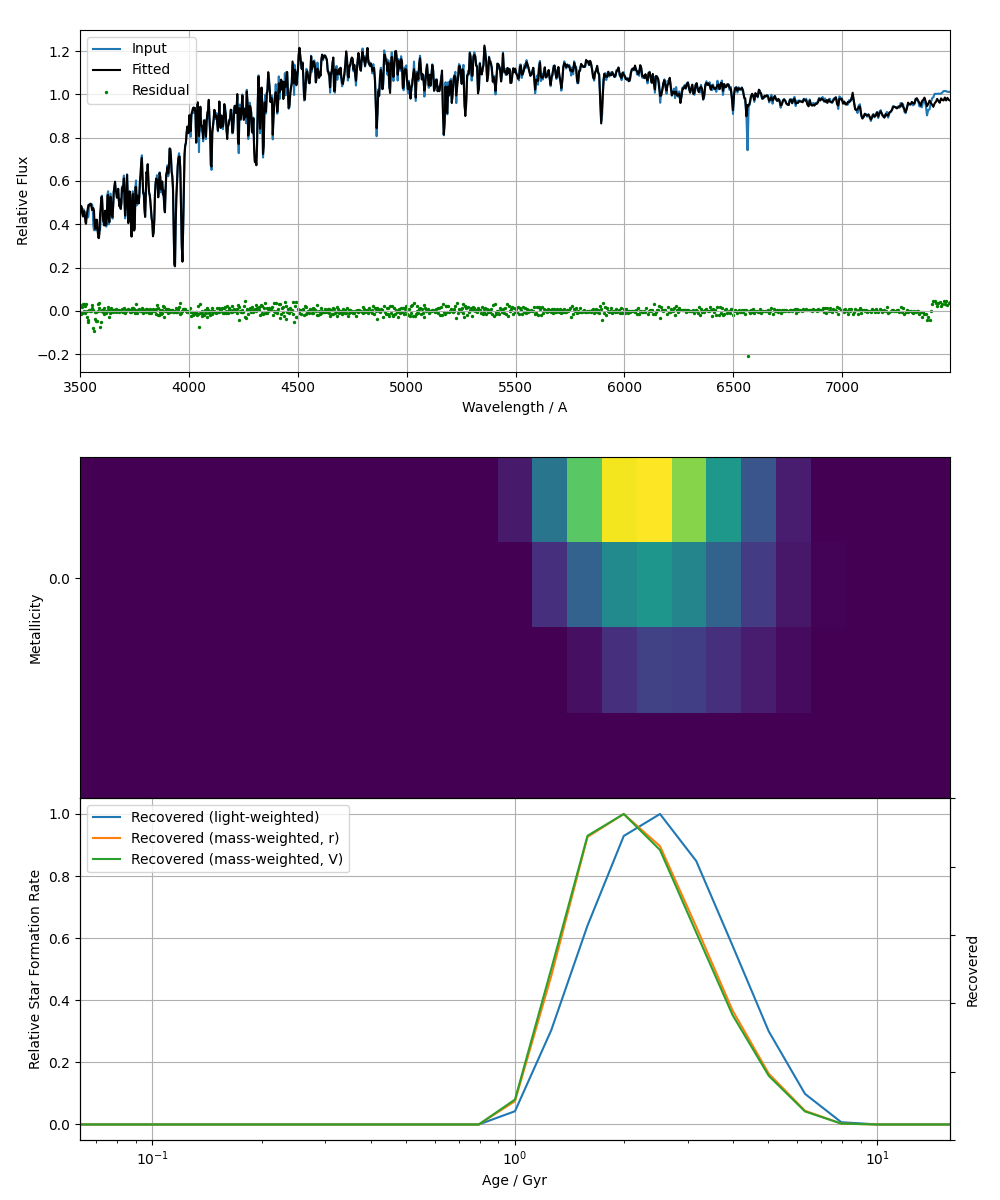 Input
Fitted
Residual
Relative Flux
1.2
1.0
0.8
0.6
0.4
0.2
0.0
−0.2
3500 4000 4500 5000 5500 6000 6500 7000
Wavelength / A
Metallicity
0.0
Recovered (light-weighted)
Recovered (mass-weighted, r)
Recovered (mass-weighted, V)
Relative Star Formation Rate
1.0
0.8
0.6
0.4
0.2
0.0
Recovered
10⁻¹ 10⁰ 10¹
Age / Gyr